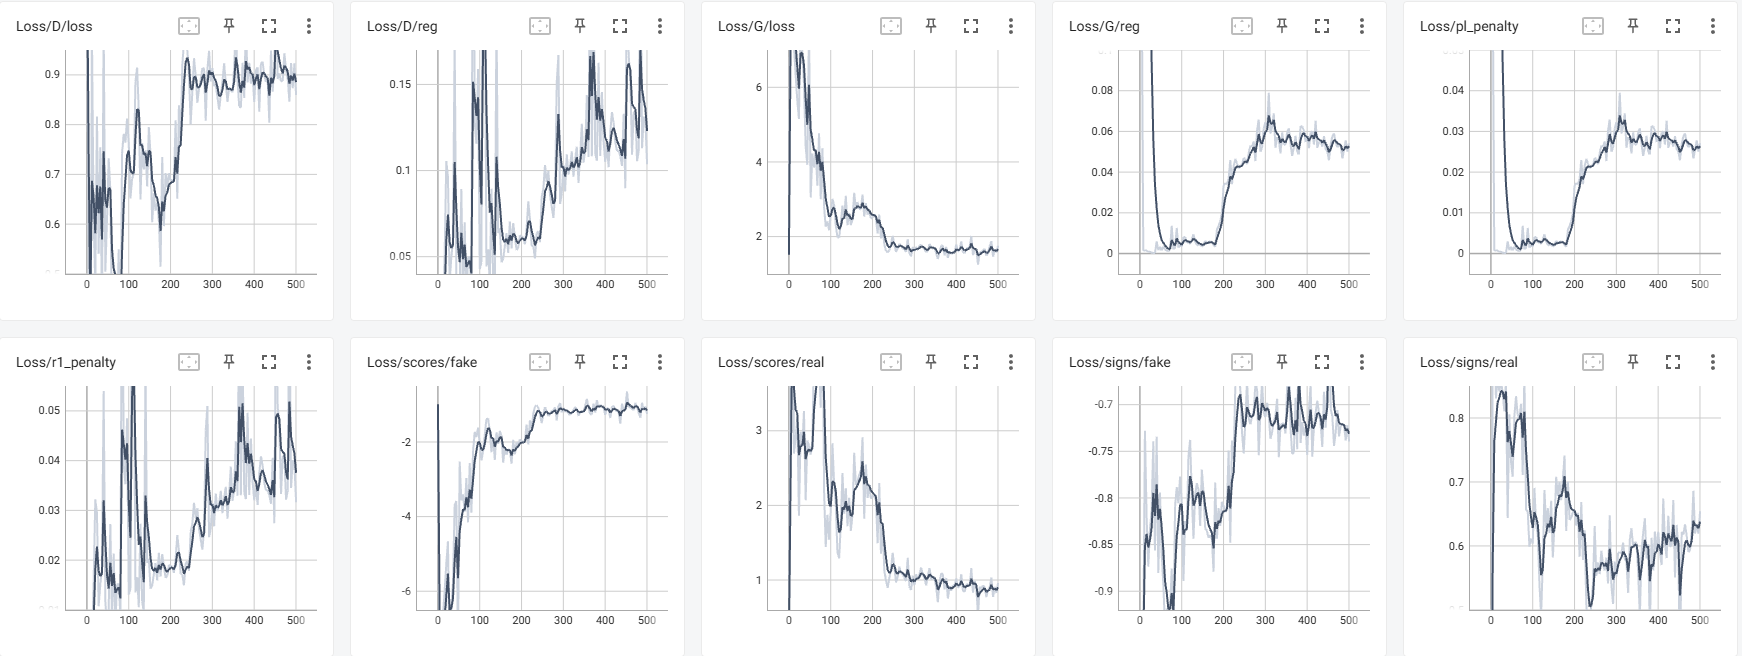 Loss/D/loss
0.9
0.8
0.7
0.6
0 100 200 300 400 500
Loss/D/reg
0.15
0.1
0.05
0 100 200 300 400 500
Loss/G/loss
6
4
2
0 100 200 300 400 500
Loss/G/reg
0.08
0.06
0.04
0.02
0
0 100 200 300 400 500
Loss/pl_penalty
0.04
0.03
0.02
0.01
0
0 100 200 300 400 500
Loss/r1_penalty
0.05
0.04
0.03
0.02
0 100 200 300 400 500
Loss/scores/fake
-2
-4
-6
0 100 200 300 400 500
Loss/scores/real
3
2
1
0 100 200 300 400 500
Loss/signs/fake
-0.7
-0.75
-0.8
-0.85
-0.9
0 100 200 300 400 500
Loss/signs/real
0.8
0.7
0.6
0 100 200 300 400 500